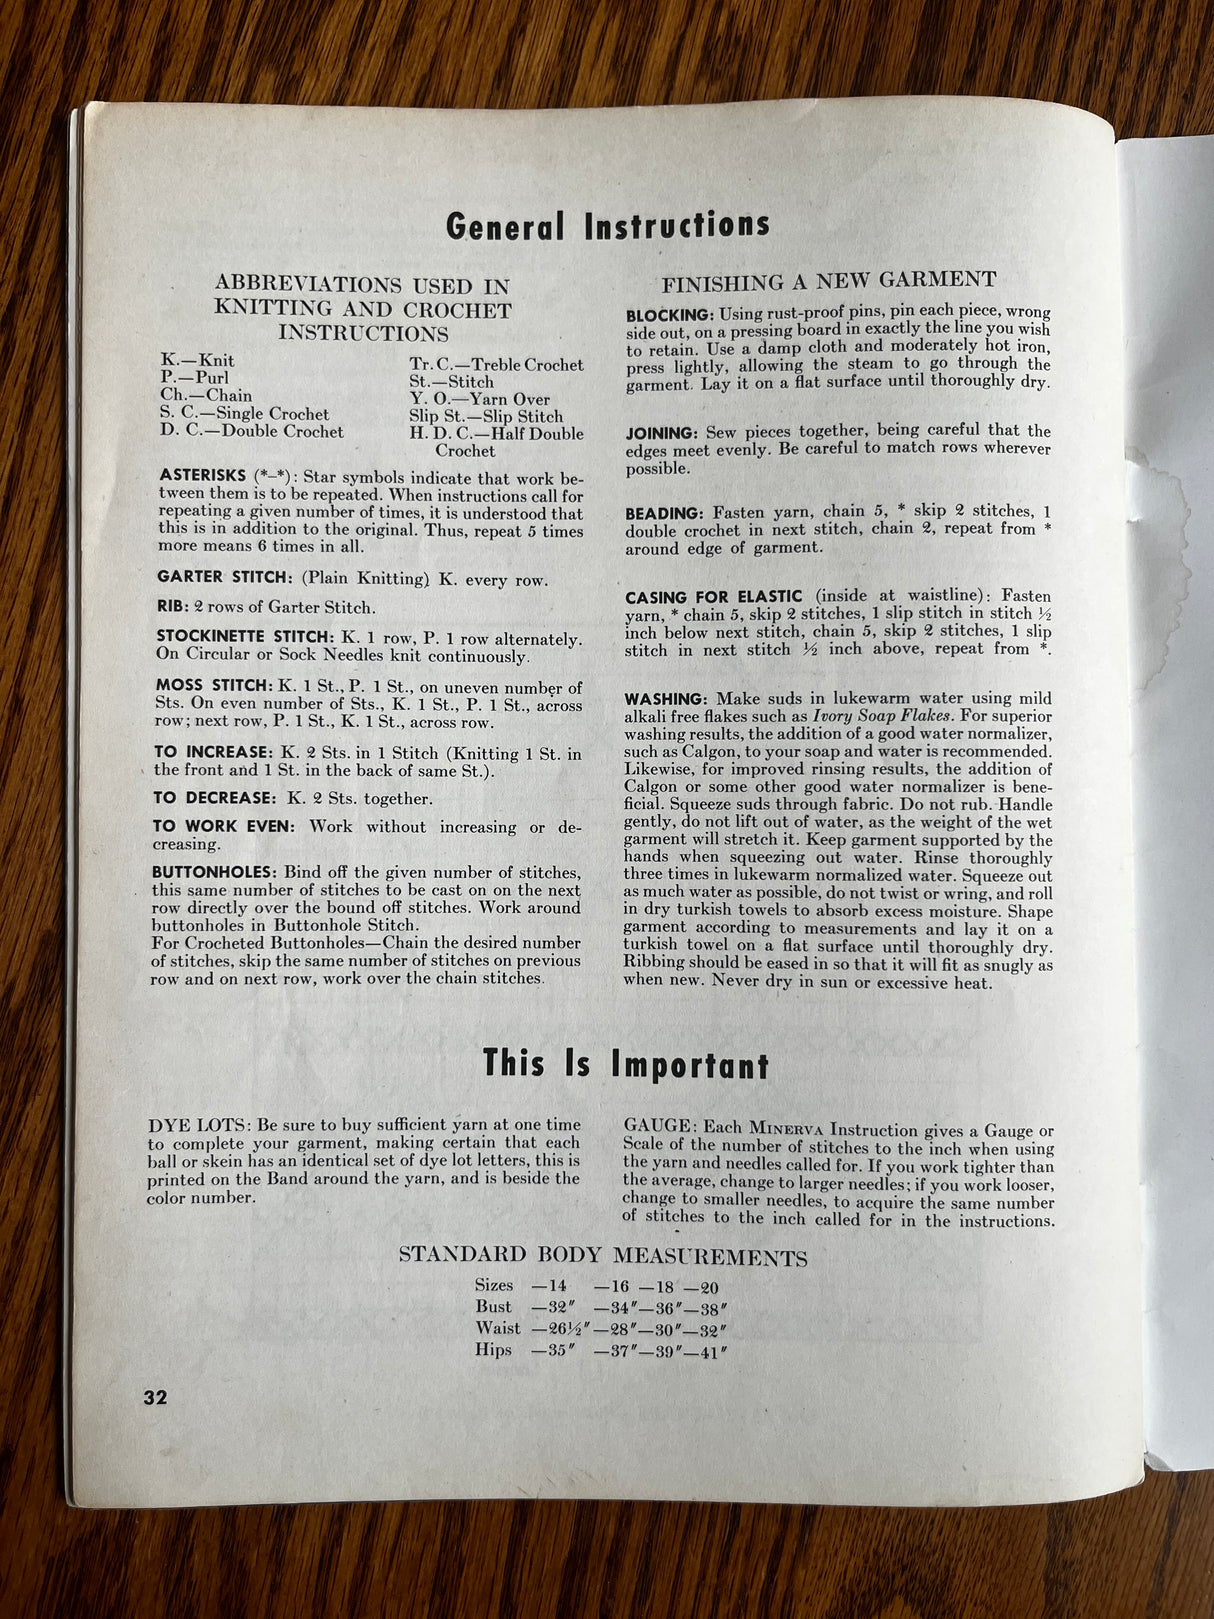 General Instructions
ABBREVIATIONS USED IN
KNITTING AND CROCHET
INSTRUCTIONS
K.—Knit
P.—Purl
Ch.—Chain
S. C.—Single Crochet
D. C.—Double Crochet
Tr. C.—Treble Crochet
St.—Stitch
Y. O.—Yarn Over
Slip St.—Slip Stitch
H. D. C.—Half Double
Crochet
ASTERISKS (*–*): Star symbols indicate that work be-
tween them is to be repeated. When instructions call for
repeating a given number of times, it is understood that
this is in addition to the original. Thus, repeat 5 times
more means 6 times in all.
GARTER STITCH: (Plain Knitting) K. every row.
RIB: 2 rows of Garter Stitch.
STOCKINETTE STITCH: K. 1 row, P. 1 row alternately.
On Circular or Sock Needles knit continuously.
MOSS STITCH: K. 1 St., P. 1 St., on uneven number of
Sts. On even number of Sts., K. 1 St., P. 1 St., across
row; next row, P. 1 St., K. 1 St., across row.
TO INCREASE: K. 2 Sts. in 1 Stitch (Knitting 1 St. in
the front and 1 St. in the back of same St.).
TO DECREASE: K. 2 Sts. together.
TO WORK EVEN: Work without increasing or de-
creasing.
BUTTONHOLES: Bind off the given number of stitches,
this same number of stitches to be cast on on the next
row directly over the bound off stitches. Work around
buttonholes in Buttonhole Stitch.
For Crocheted Buttonholes—Chain the desired number
of stitches, skip the same number of stitches on previous
row and on next row, work over the chain stitches.
FINISHING A NEW GARMENT
BLOCKING: Using rust-proof pins, pin each piece, wrong
side out, on a pressing board in exactly the line you wish
to retain. Use a damp cloth and moderately hot iron,
press lightly, allowing the steam to go through the
garment. Lay it on a flat surface until thoroughly dry.
JOINING: Sew pieces together, being careful that the
edges meet evenly. Be careful to match rows wherever
possible.
BEADING: Fasten yarn, chain 5, * skip 2 stitches, 1
double crochet in next stitch, chain 2, repeat from *
around edge of garment.
CASING FOR ELASTIC (inside at waistline): Fasten
yarn, * chain 5, skip 2 stitches, 1 slip stitch in stitch ½
inch below next stitch, chain 5, skip 2 stitches, 1 slip
stitch in next stitch ½ inch above, repeat from *.
WASHING: Make suds in lukewarm water using mild
alkali free flakes such as Ivory Soap Flakes. For superior
washing results, the addition of a good water normalizer,
such as Calgon, to your soap and water is recommended.
Likewise, for improved rinsing results, the addition of
Calgon or some other good water normalizer is bene-
ficial. Squeeze suds through fabric. Do not rub. Handle
gently, do not lift out of water, as the weight of the wet
garment will stretch it. Keep garment supported by the
hands when squeezing out water. Rinse thoroughly
three times in lukewarm normalized water. Squeeze out
as much water as possible, do not twist or wring, and roll
in dry turkish towels to absorb excess moisture. Shape
garment according to measurements and lay it on a
turkish towel on a flat surface until thoroughly dry.
Ribbing should be eased in so that it will fit as snugly as
when new. Never dry in sun or excessive heat.
This Is Important
DYE LOTS: Be sure to buy sufficient yarn at one time
to complete your garment, making certain that each
ball or skein has an identical set of dye lot letters, this is
printed on the Band around the yarn, and is beside the
color number.
GAUGE: Each MINERVA Instruction gives a Gauge or
Scale of the number of stitches to the inch when using
the yarn and needles called for. If you work tighter than
the average, change to larger needles; if you work looser,
change to smaller needles, to acquire the same number
of stitches to the inch called for in the instructions.
STANDARD BODY MEASUREMENTS
Sizes —14 —16 —18 —20
Bust —32″ —34″—36″—38″
Waist —26½″—28″—30″—32″
Hips —35″ —37″—39″—41″
32